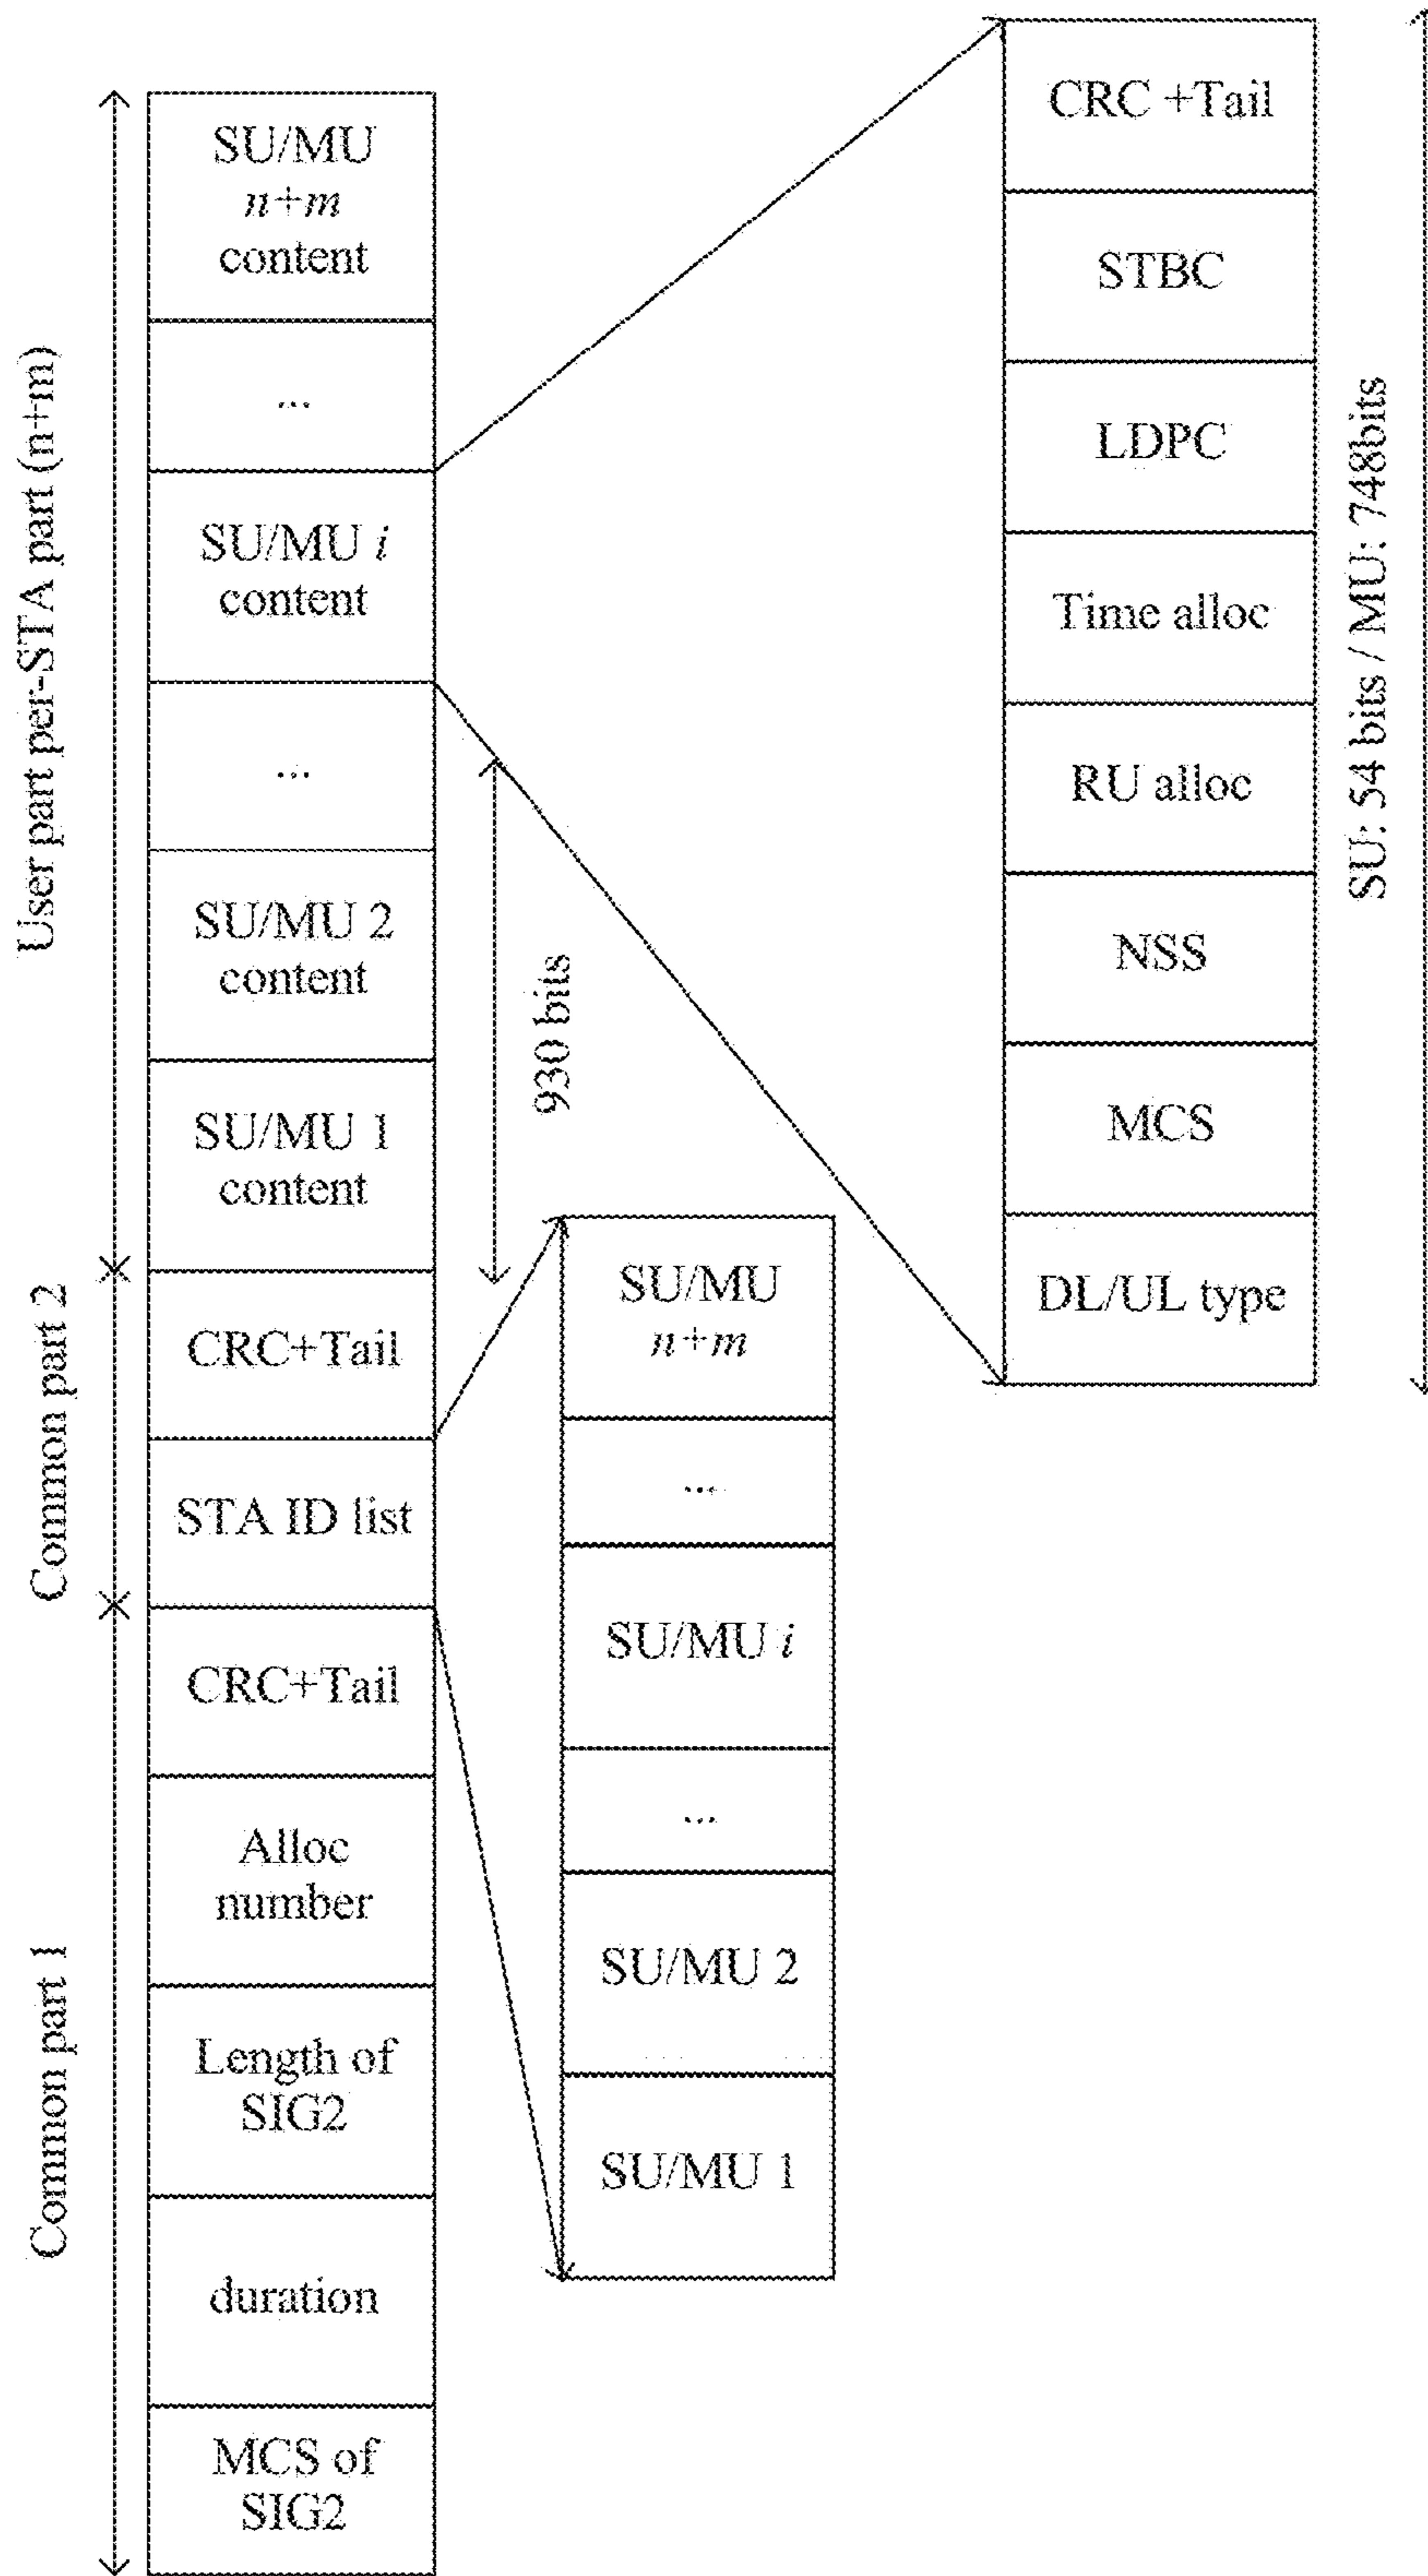 User part per-STA part (n+m)
Common part 2
Common part 1
SU/MU
n+m
content
...
SU/MU i
content
...
SU/MU 2
content
SU/MU 1
content
CRC+Tail
STA ID list
CRC+Tail
Alloc
number
Length of
SIG2
duration
MCS of
SIG2
930 bits
SU/MU
n+m
...
SU/MU i
...
SU/MU 2
SU/MU 1
CRC +Tail
STBC
LDPC
Time alloc
RU alloc
NSS
MCS
DL/UL type
SU: 54 bits / MU: 748bits